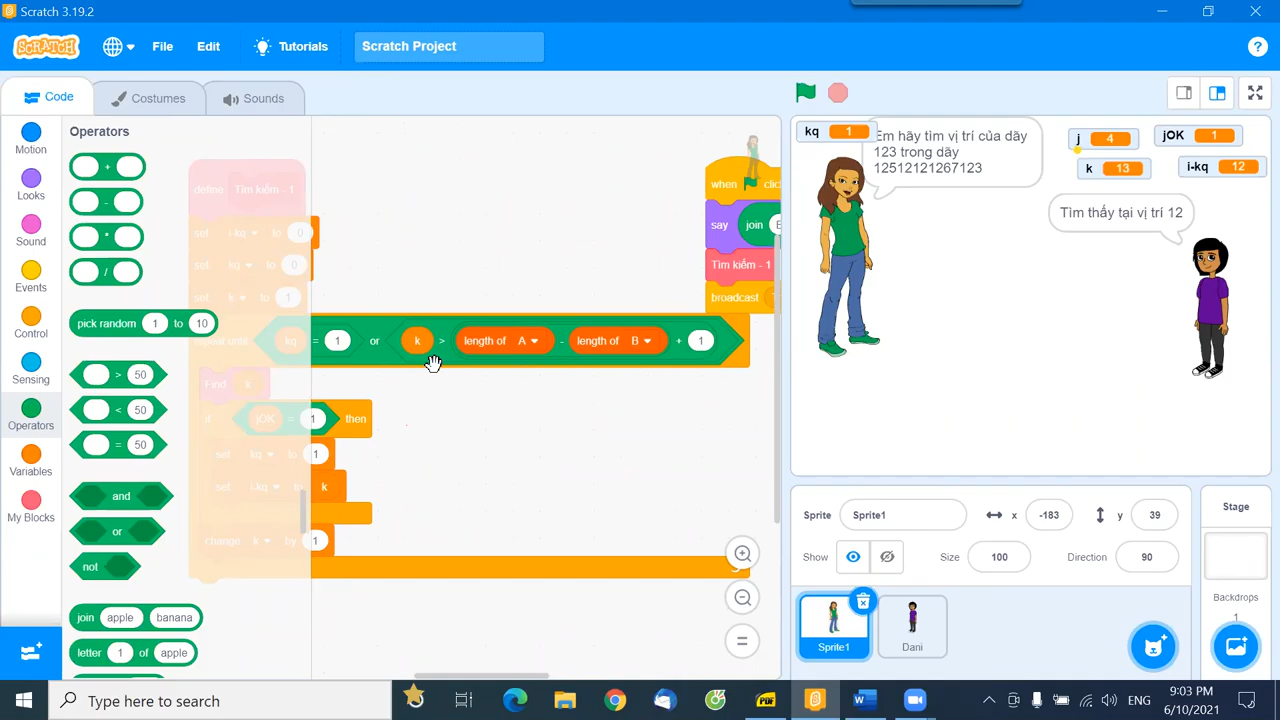 Scratch 3.19.2
SCRATCH
File
Edit
Tutorials
Scratch Project
?
Code
Costumes
Sounds
Motion
Looks
Sound
Events
Control
Sensing
Operators
Variables
My Blocks
Operators
+
-
*
/
pick random 1 to 10
> 50
< 50
= 50
and
or
not
join apple banana
letter 1 of apple
define Tìm kiếm - 1
set i-kq to 0
set kq to 0
set k to 1
repeat until kq = 1 or k > length of A - length of B + 1
Find k
if jOK = 1 then
set kq to 1
set i-kq to k
change k by 1
when clic
say join E
Tìm kiếm - 1
broadcast
kq 1
Em hãy tìm vị trí của dãy
123 trong dãy
12512121267123
j 4
jOK 1
k 13
i-kq 12
Tìm thấy tại vị trí 12
Sprite Sprite1 x -183 y 39
Show Size 100 Direction 90
Sprite1
Dani
Stage
Backdrops
1
Type here to search
ENG
9:03 PM
6/10/2021